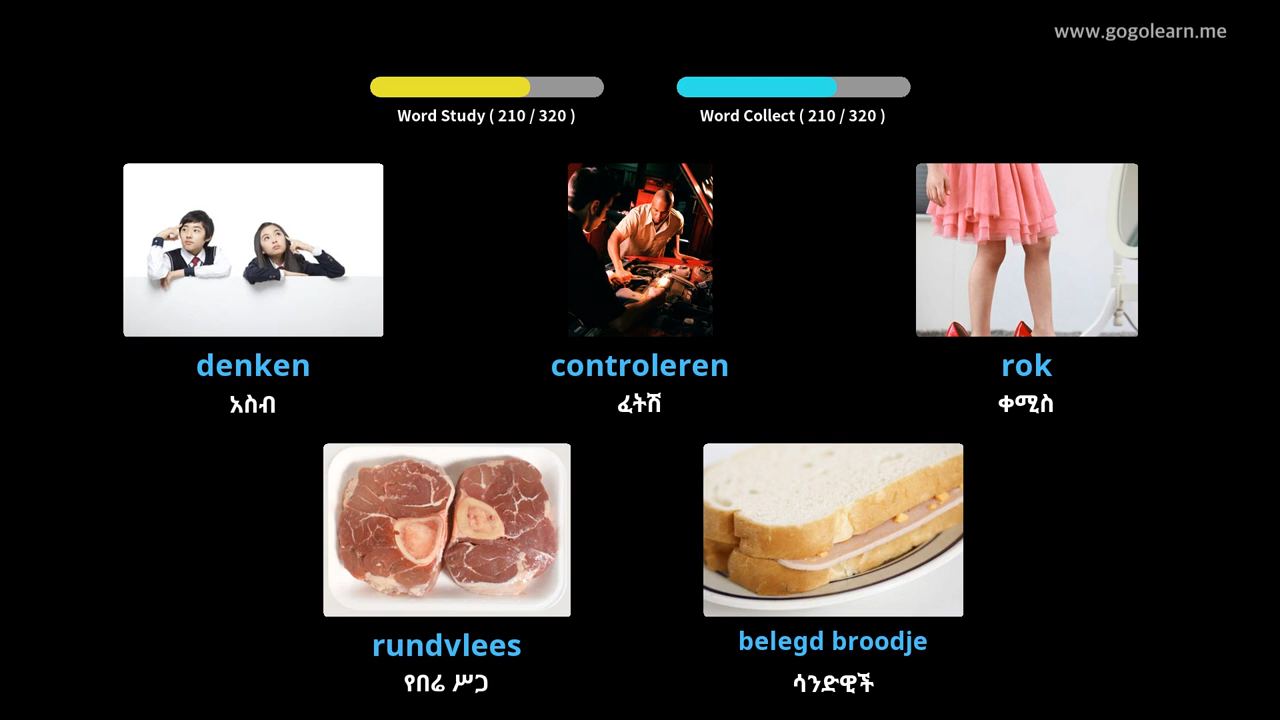 www.gogolearn.me
Word Study ( 210 / 320 )
Word Collect ( 210 / 320 )
denken
controleren
rok
አስብ
ፈትሽ
ቀሚስ
rundvlees
belegd broodje
የበሬ ሥጋ
ሳንድዊች